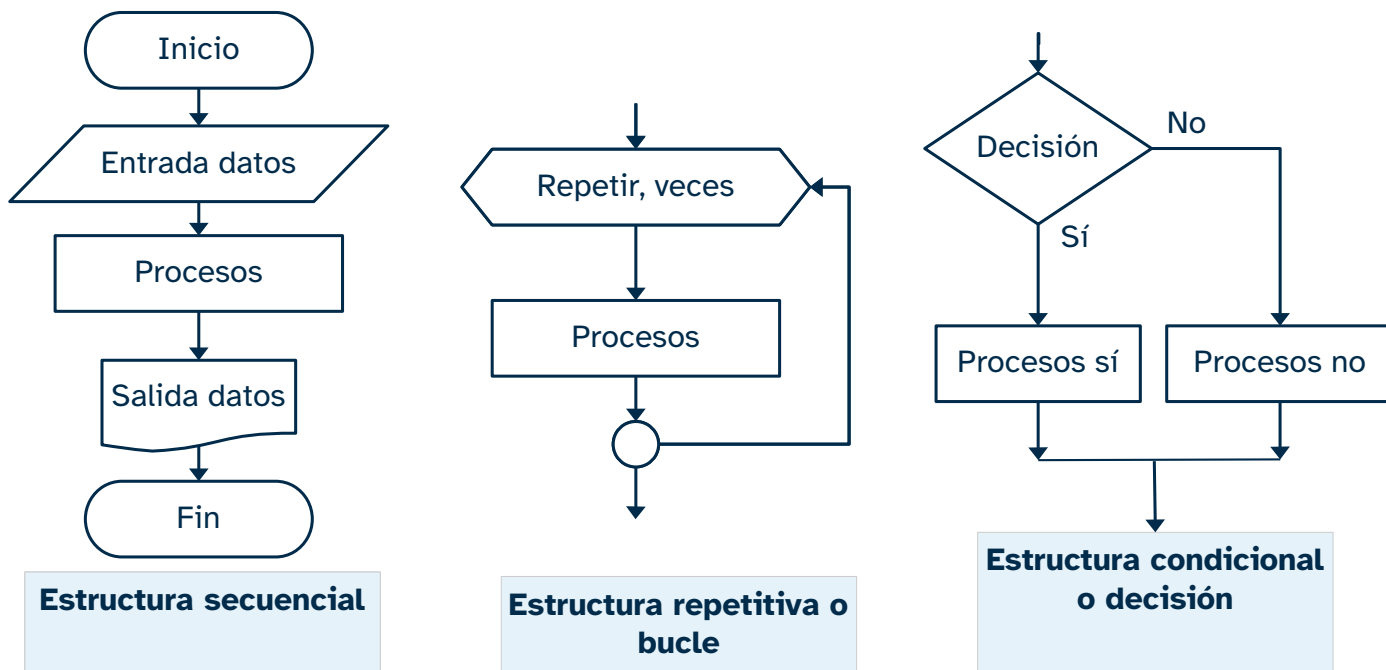 Inicio
Entrada datos
Procesos
Salida datos
Fin
Estructura secuencial
Repetir, veces
Procesos
Estructura repetitiva o
bucle
Decisión
No
Sí
Procesos sí
Procesos no
Estructura condicional
o decisión